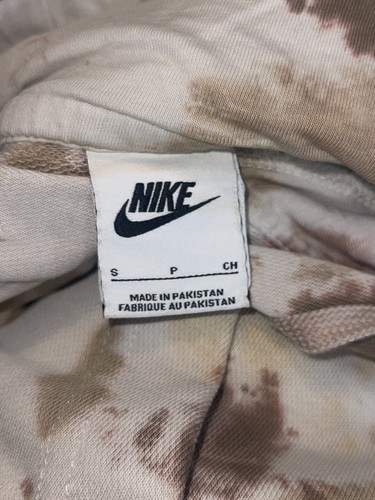 NIKE
S P CH
MADE IN PAKISTAN
FABRIQUE AU PAKISTAN